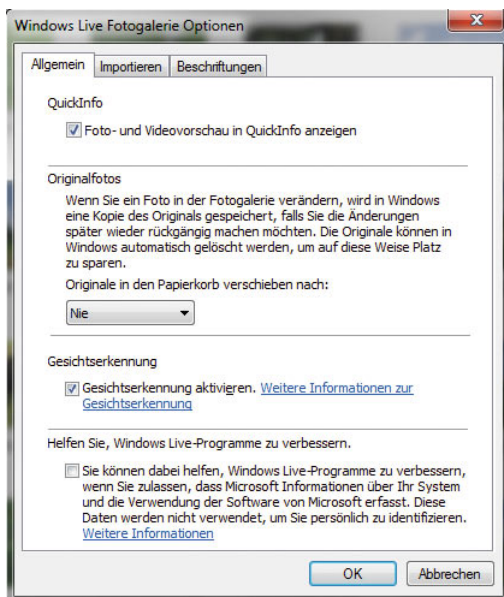 Windows Live Fotogalerie Optionen
Allgemein Importieren Beschriftungen
QuickInfo
Foto- und Videovorschau in QuickInfo anzeigen
Originalfotos
Wenn Sie ein Foto in der Fotogalerie verändern, wird in Windows
eine Kopie des Originals gespeichert, falls Sie die Änderungen
später wieder rückgängig machen möchten. Die Originale können in
Windows automatisch gelöscht werden, um auf diese Weise Platz
zu sparen.
Originale in den Papierkorb verschieben nach:
Nie
Gesichtserkennung
Gesichtserkennung aktivieren. Weitere Informationen zur
Gesichtserkennung
Helfen Sie, Windows Live-Programme zu verbessern.
Sie können dabei helfen, Windows Live-Programme zu verbessern,
wenn Sie zulassen, dass Microsoft Informationen über Ihr System
und die Verwendung der Software von Microsoft erfasst. Diese
Daten werden nicht verwendet, um Sie persönlich zu identifizieren.
Weitere Informationen
OK Abbrechen